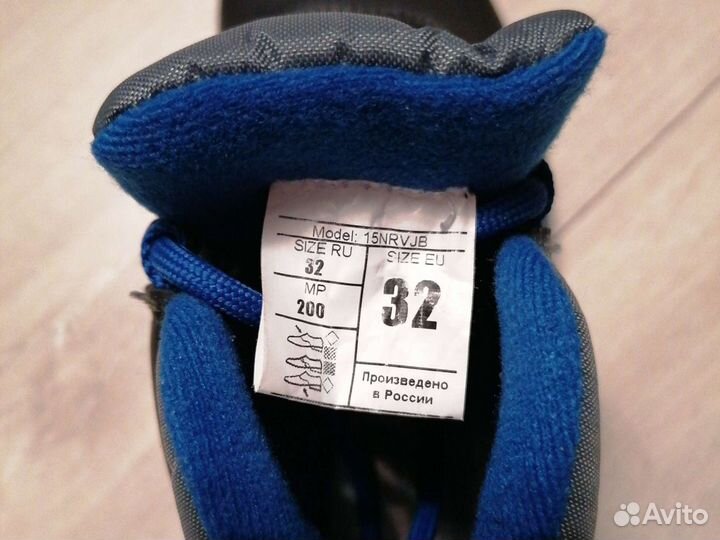 Model: 15NRVJB
SIZE RU
32
MP
200
SIZE EU
32
Произведено
в России
Avito